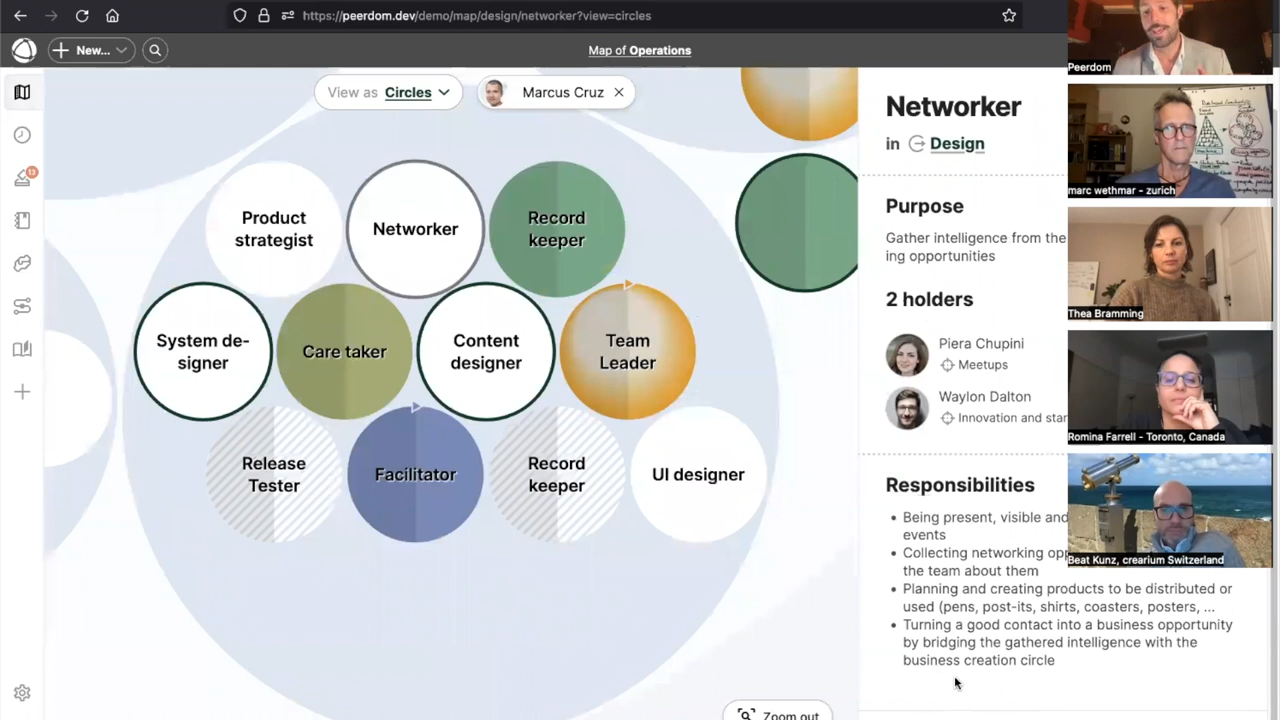 https://peerdom.dev/demo/map/design/networker?view=circles
New...
Map of Operations
View as Circles
Marcus Cruz
13
Product
strategist
Networker
Record
keeper
System de-
signer
Care taker
Content
designer
Team
Leader
Release
Tester
Facilitator
Record
keeper
UI designer
Zoom out
Networker
in Design
Purpose
Gather intelligence from the
ing opportunities
2 holders
Piera Chupini
Meetups
Waylon Dalton
Innovation and star
Responsibilities
• Being present, visible and
events
• Collecting networking opp
the team about them
• Planning and creating products to be distributed or
used (pens, post-its, shirts, coasters, posters, ...
• Turning a good contact into a business opportunity
by bridging the gathered intelligence with the
business creation circle
Peerdom
marc wethmar - zurich
Thea Bramming
Romina Farrell - Toronto, Canada
Beat Kunz, crearium Switzerland